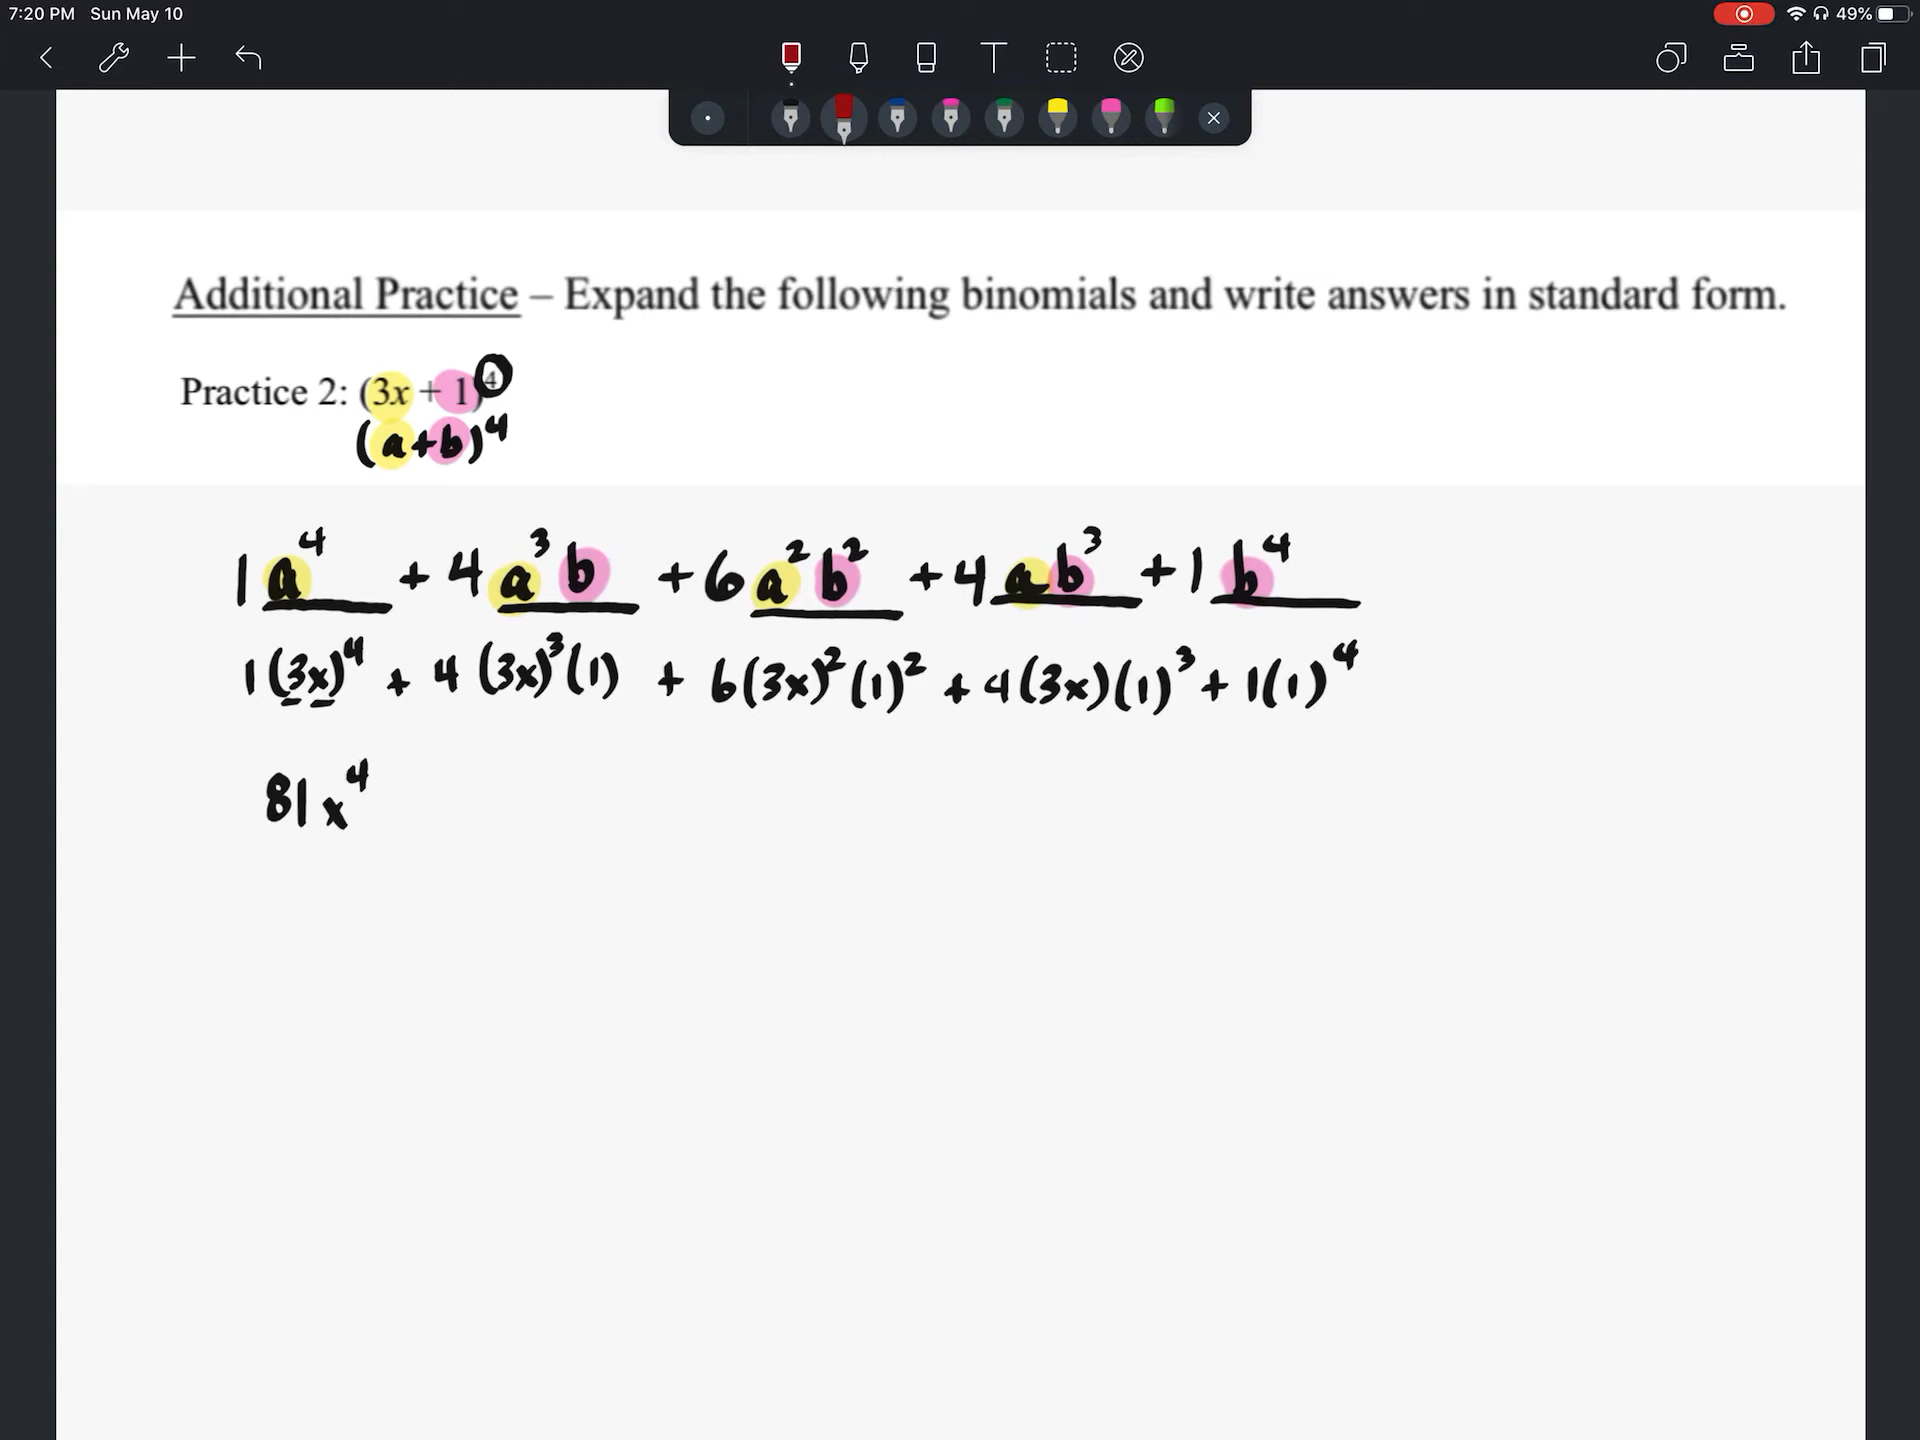 7:20 PM Sun May 10 49%
T
Additional Practice – Expand the following binomials and write answers in standard form.
Practice 2: (3x + 1)⁴
(a+b)⁴
1a⁴ + 4a³b + 6a²b² + 4ab³ + 1b⁴
1(3x)⁴ + 4(3x)³(1) + 6(3x)²(1)² + 4(3x)(1)³ + 1(1)⁴
81x⁴